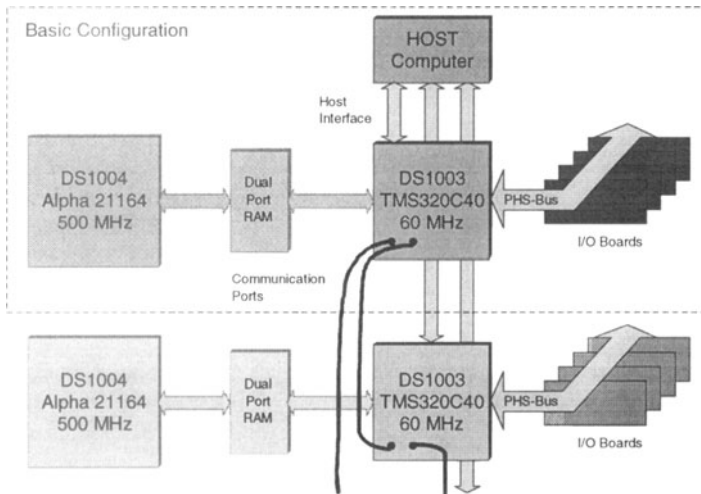 Basic Configuration
HOST
Computer
Host
Interface
DS1004
Alpha 21164
500 MHz
Dual
Port
RAM
DS1003
TMS320C40
60 MHz
PHS-Bus
I/O Boards
Communication
Ports
DS1004
Alpha 21164
500 MHz
Dual
Port
RAM
DS1003
TMS320C40
60 MHz
PHS-Bus
I/O Boards